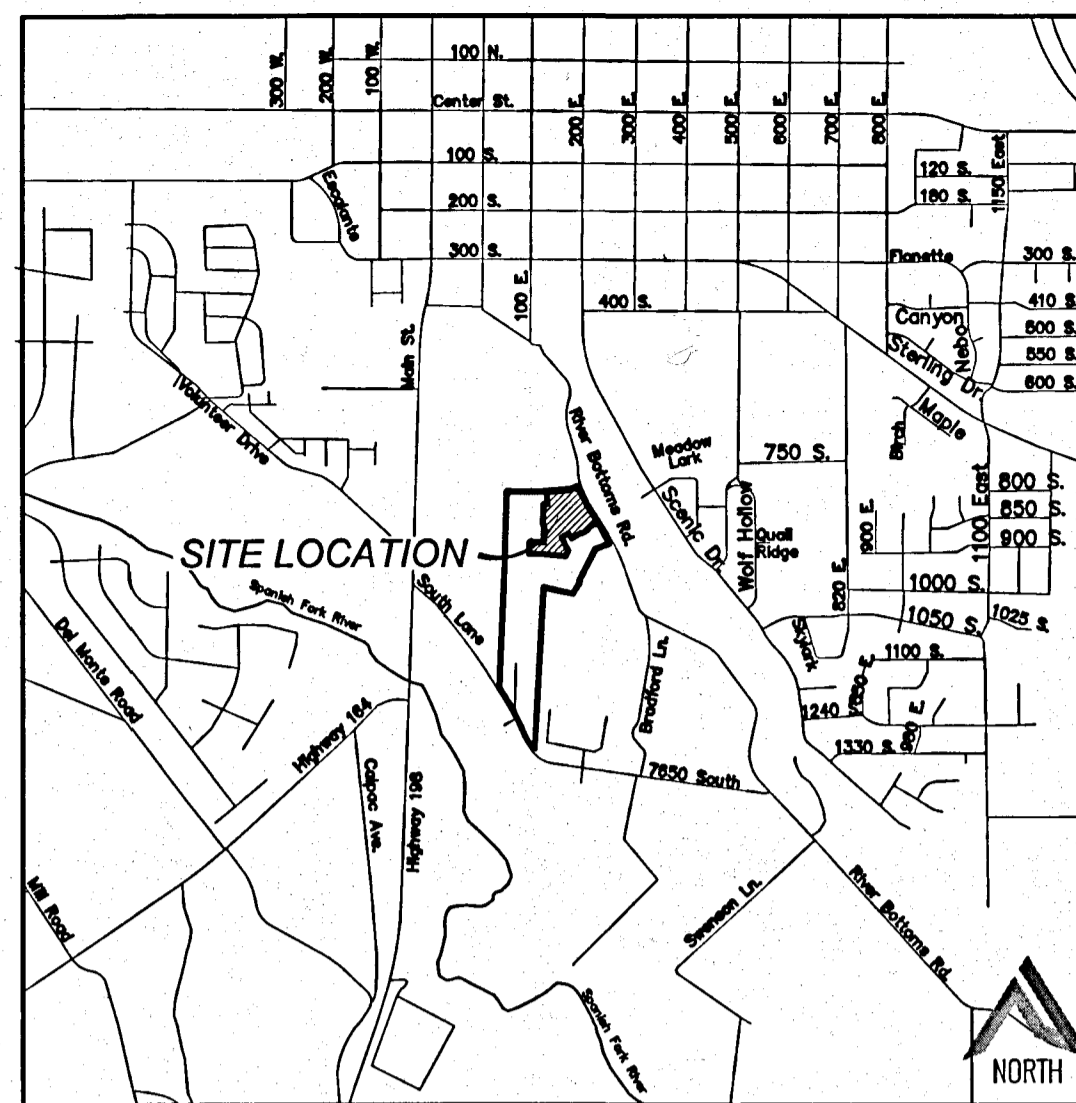 300 W.
200 W.
100 W.
100 N.
Center St.
200 E.
300 E.
400 E.
500 E.
600 E.
700 E.
800 E.
100 S.
Escalante
200 S.
300 S.
120 S.
180 S.
1150 East
Flonette
300 S.
100 E.
400 S.
410 S.
Canyon
Nebo
500 S.
Sterling Dr.
550 S.
600 S.
Main St.
Volunteer Drive
River Bottoms Rd.
Maple
Birch
Meadow
Lark
750 S.
Scenic Dr.
Wolf Hollow
Quail
Ridge
1100 East
800 S.
850 S.
900 S.
900 E.
SITE LOCATION
Spanish Fork River
South Lane
820 E.
1000 S.
1050 S.
1025 S.
Skylark
1100 S.
Del Monte Road
Bradford Ln.
850 E.
1240
980 E.
1330 S.
Highway 164
7650 South
Calpac Ave.
Highway 198
Mill Road
River Bottoms Rd.
Swenson Ln.
Spanish Fork River
NORTH